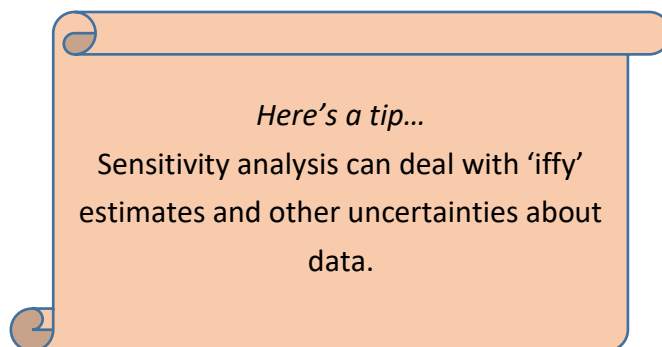 Here’s a tip…
Sensitivity analysis can deal with ‘iffy’
estimates and other uncertainties about
data.